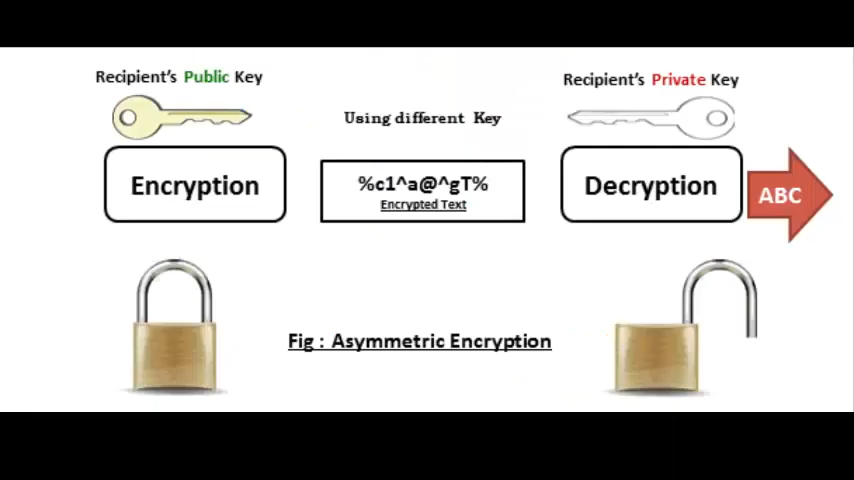 Recipient's Public Key
Recipient's Private Key
Using different Key
Encryption
%c1^a@^gT%
Encrypted Text
Decryption
ABC
Fig : Asymmetric Encryption